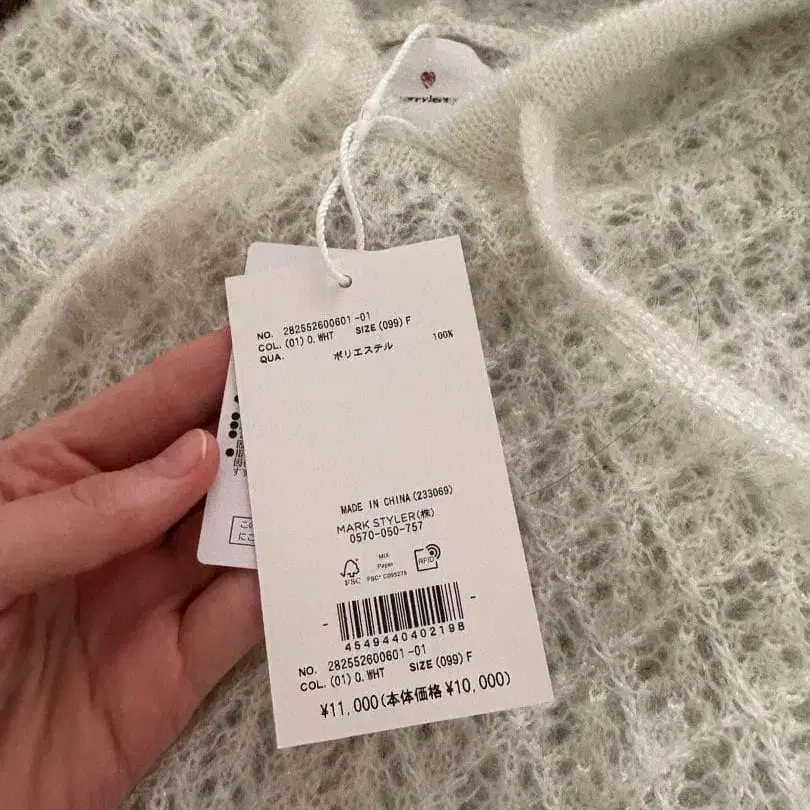 NO. 282552600601-01
COL. (01) O.WHT SIZE (099) F
QUA. ポリエステル 100%
MADE IN CHINA (233069)
MARK STYLER(株)
0570-050-757
FSC
MIX
Paper
FSC® C095275
RFID
4549440402198
NO. 282552600601-01
COL. (01) O.WHT SIZE (099) F
¥11,000(本体価格¥10,000)